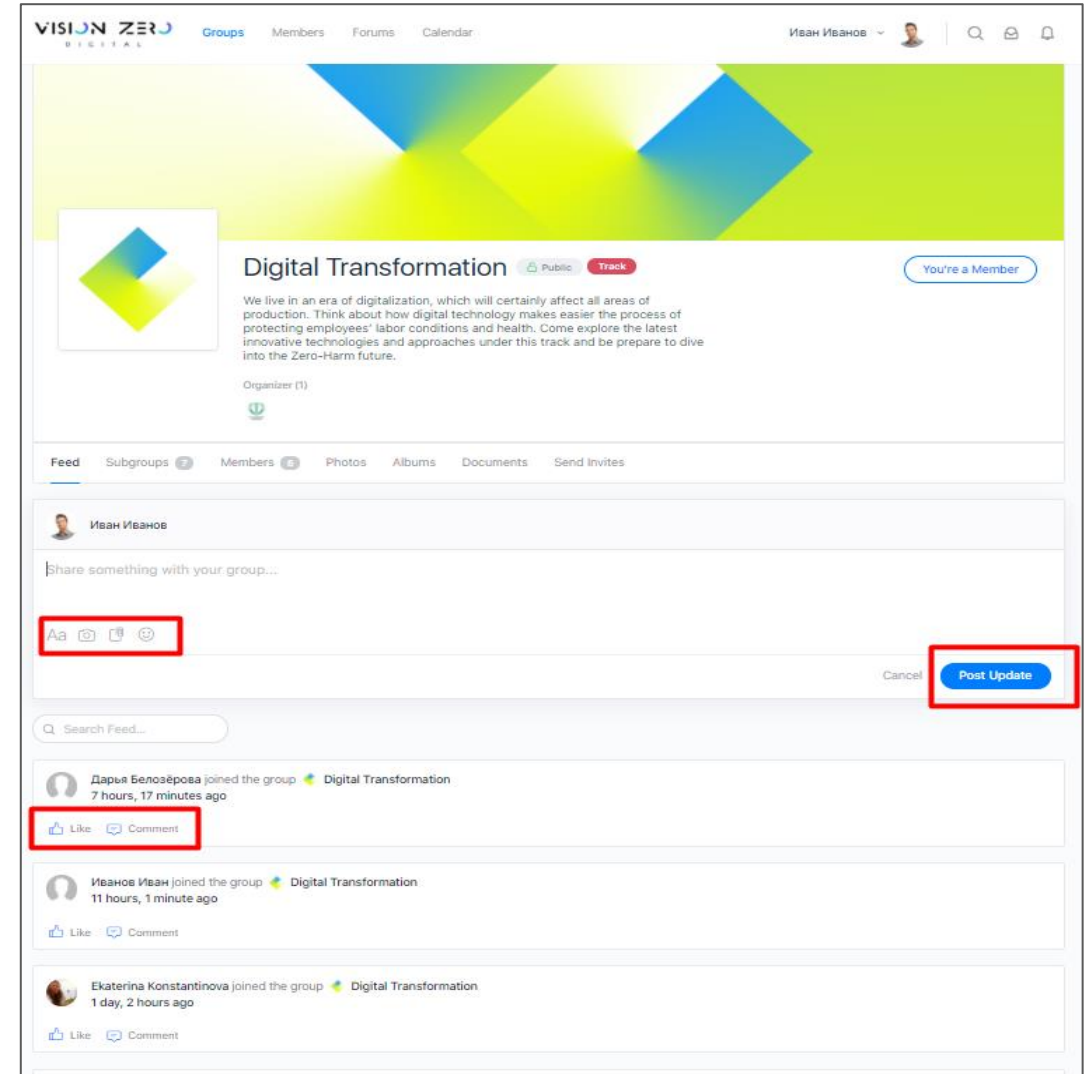 VISION ZERO
DIGITAL
Groups Members Forums Calendar
Иван Иванов
Digital Transformation Public Track
You're a Member
We live in an era of digitalization, which will certainly affect all areas of
production. Think about how digital technology makes easier the process of
protecting employees' labor conditions and health. Come explore the latest
innovative technologies and approaches under this track and be prepare to dive
into the Zero-Harm future.
Organizer (1)
Feed Subgroups 7 Members Photos Albums Documents Send Invites
Иван Иванов
Share something with your group...
Aa
Cancel Post Update
Search Feed...
Дарья Белозёрова joined the group Digital Transformation
7 hours, 17 minutes ago
Like Comment
Иванов Иван joined the group Digital Transformation
11 hours, 1 minute ago
Like Comment
Ekaterina Konstantinova joined the group Digital Transformation
1 day, 2 hours ago
Like Comment